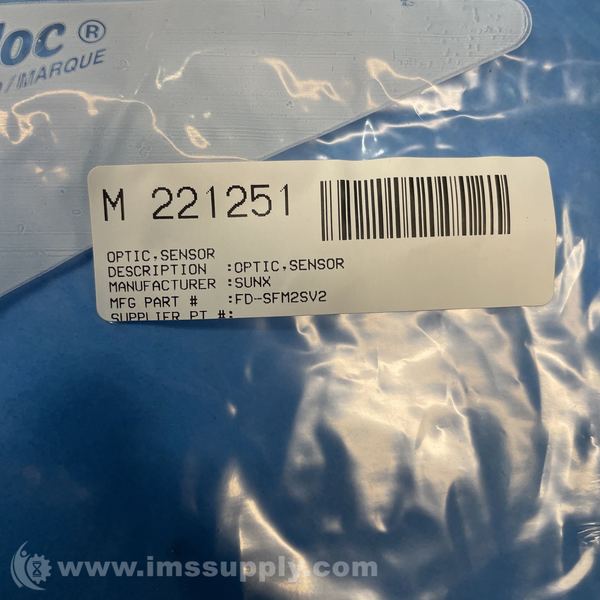 loc ®
/MARQUE
M 221251
OPTIC,SENSOR
DESCRIPTION :OPTIC,SENSOR
MANUFACTURER :SUNX
MFG PART # :FD-SFM2SV2
SUPPLIER PT #:
www.imssupply.com